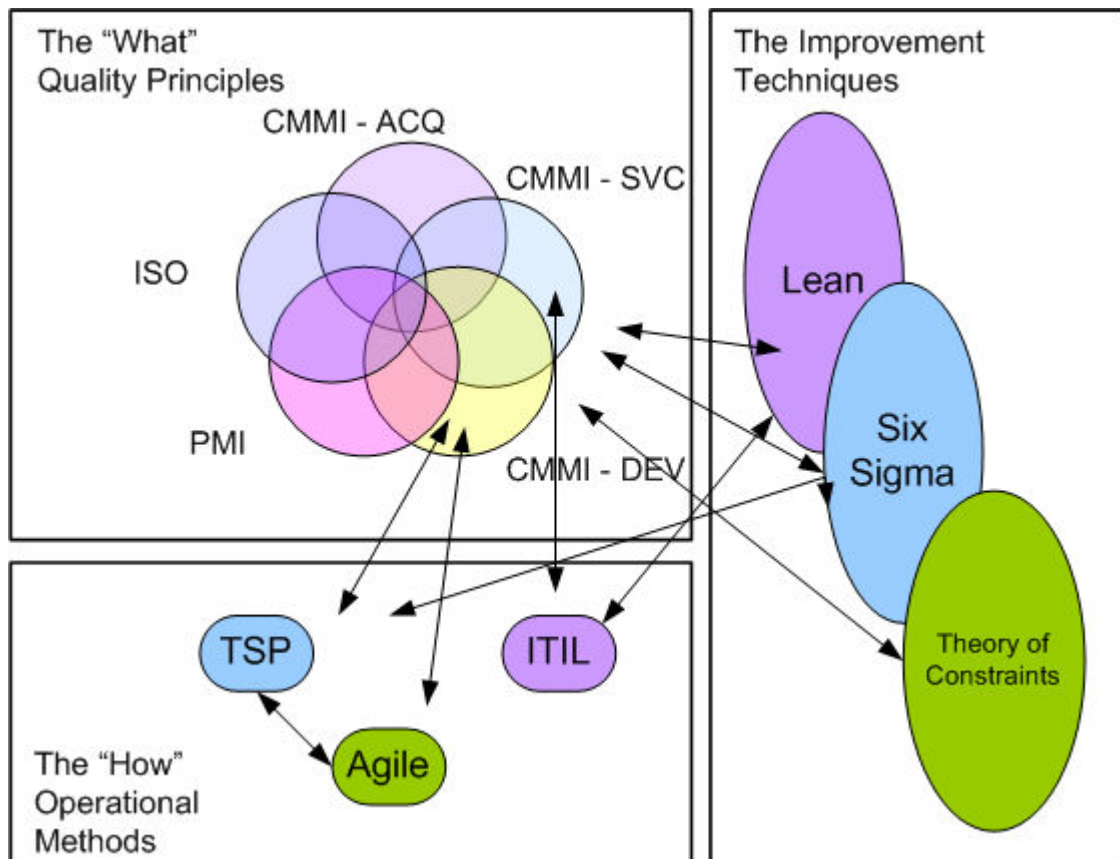 The “What”
Quality Principles
CMMI - ACQ
CMMI - SVC
ISO
PMI
CMMI - DEV
The Improvement
Techniques
Lean
Six
Sigma
Theory of
Constraints
TSP
ITIL
Agile
The “How”
Operational
Methods